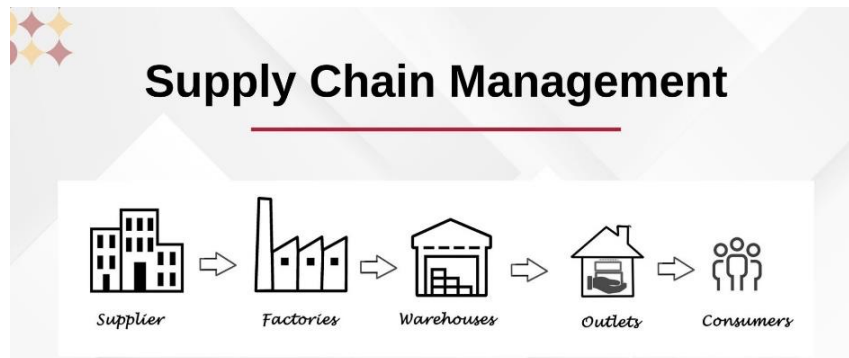 Supply Chain Management
Supplier
Factories
Warehouses
Outlets
Consumers